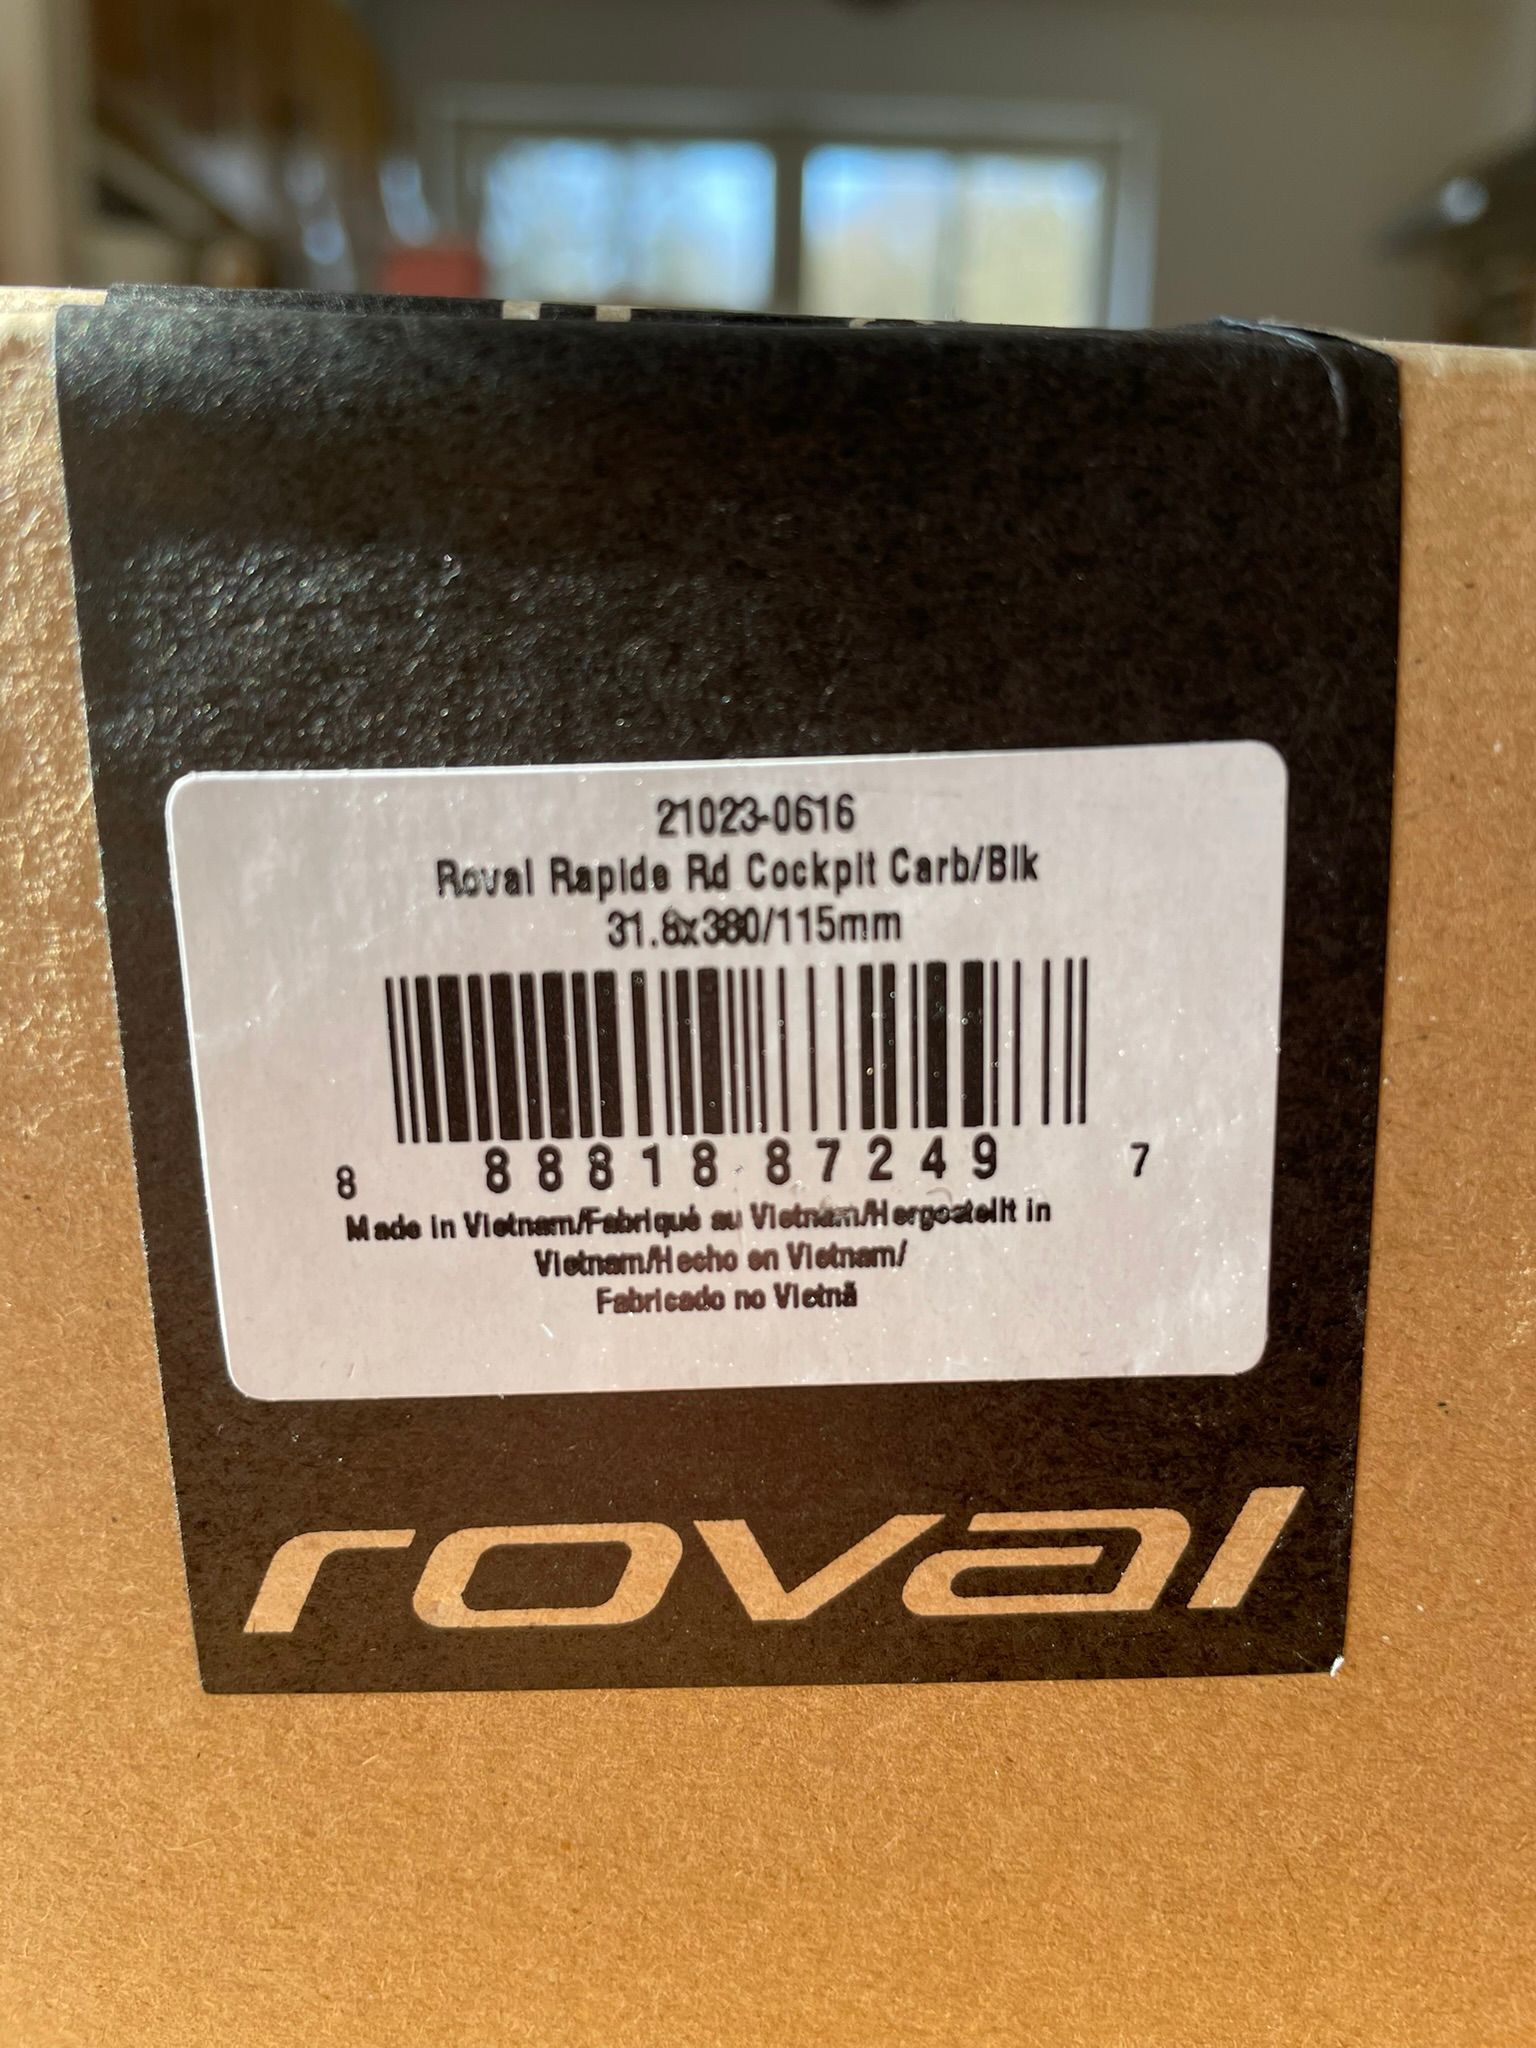 21023-0616
Roval Rapide Rd Cockpit Carb/Blk
31.8x380/115mm
8 88818 87249 7
Made in Vietnam/Fabriqué au Vietnam/Hergestellt in
Vietnam/Hecho en Vietnam/
Fabricado no Vietnã
roval